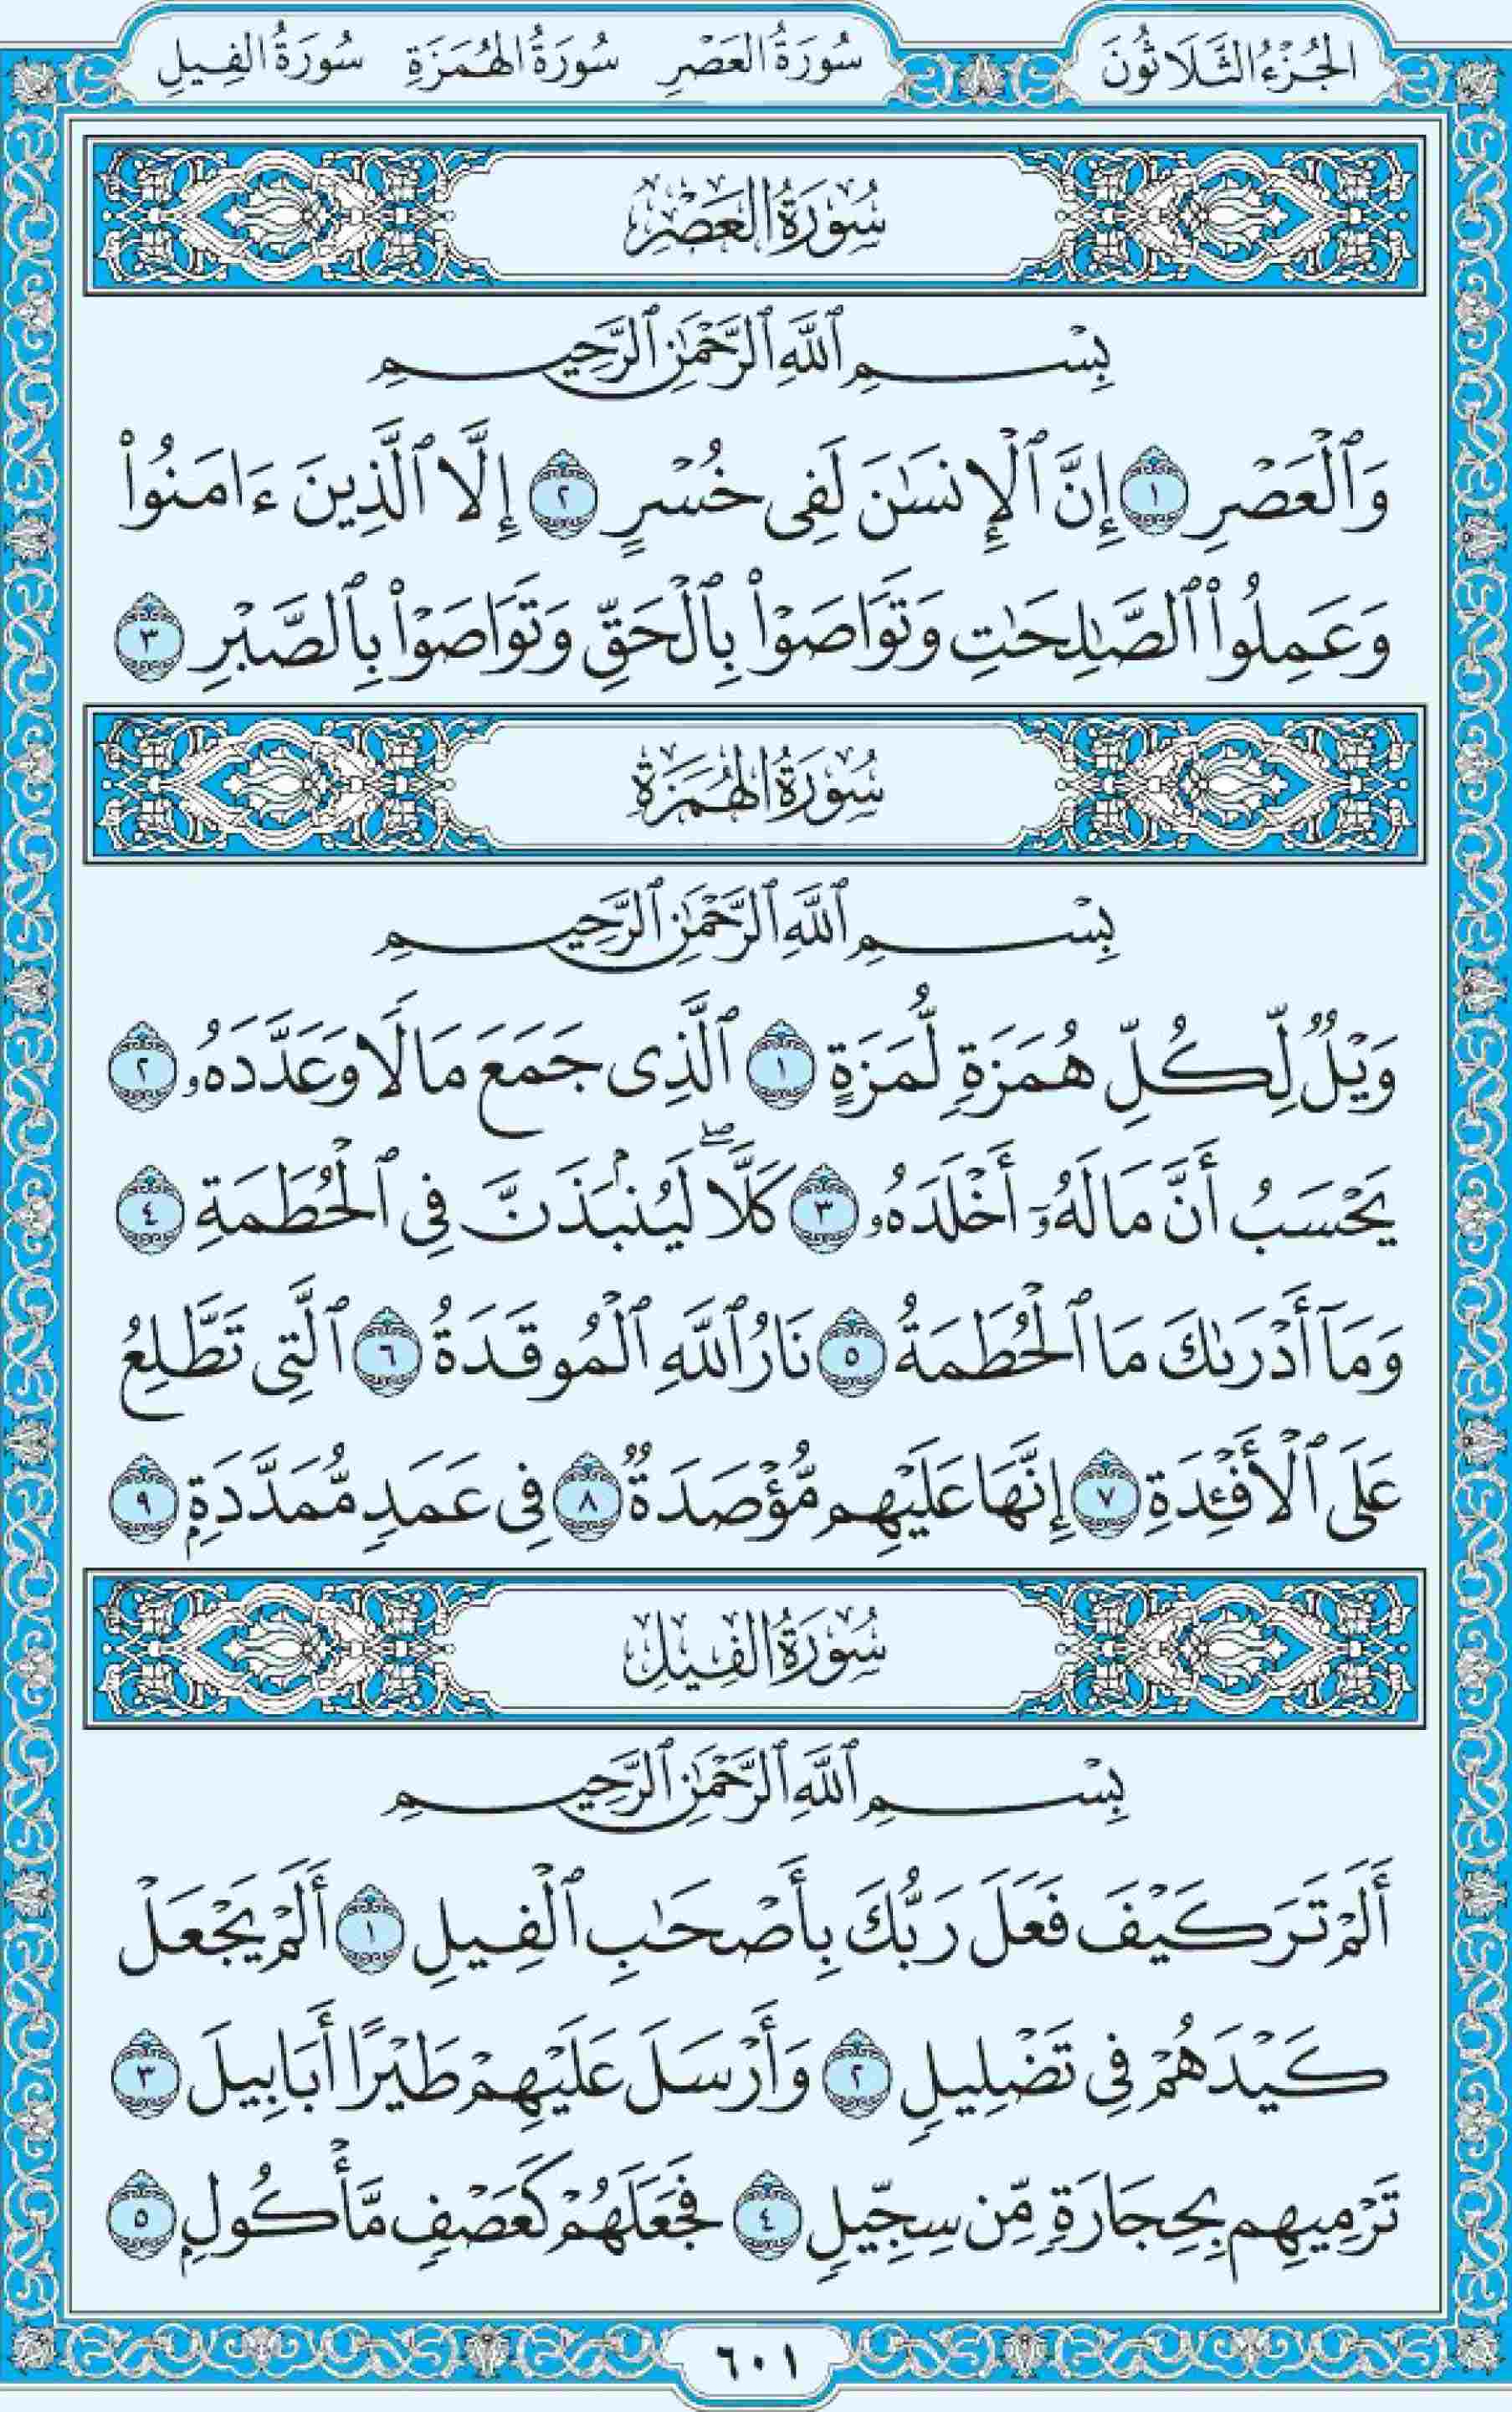 الجُزْءُ الثَّلَاثُونَ سُورَةُ العَصْرِ سُورَةُ الهُمَزَةِ سُورَةُ الفِيلِ
سُورَةُ العَصْرِ
بِسْمِ ٱللَّهِ ٱلرَّحْمَٰنِ ٱلرَّحِيمِ
وَٱلْعَصْرِ ١ إِنَّ ٱلْإِنسَٰنَ لَفِى خُسْرٍ ٢ إِلَّا ٱلَّذِينَ ءَامَنُوا۟
وَعَمِلُوا۟ ٱلصَّٰلِحَٰتِ وَتَوَاصَوْا۟ بِٱلْحَقِّ وَتَوَاصَوْا۟ بِٱلصَّبْرِ ٣
سُورَةُ الهُمَزَةِ
بِسْمِ ٱللَّهِ ٱلرَّحْمَٰنِ ٱلرَّحِيمِ
وَيْلٌ لِّكُلِّ هُمَزَةٍ لُّمَزَةٍ ١ ٱلَّذِى جَمَعَ مَالًا وَعَدَّدَهُۥ ٢
يَحْسَبُ أَنَّ مَالَهُۥٓ أَخْلَدَهُۥ ٣ كَلَّا ۖ لَيُنۢبَذَنَّ فِى ٱلْحُطَمَةِ ٤
وَمَآ أَدْرَىٰكَ مَا ٱلْحُطَمَةُ ٥ نَارُ ٱللَّهِ ٱلْمُوقَدَةُ ٦ ٱلَّتِى تَطَّلِعُ
عَلَى ٱلْأَفْـِٔدَةِ ٧ إِنَّهَا عَلَيْهِم مُّؤْصَدَةٌ ٨ فِى عَمَدٍ مُّمَدَّدَةٍۭ ٩
سُورَةُ الفِيلِ
بِسْمِ ٱللَّهِ ٱلرَّحْمَٰنِ ٱلرَّحِيمِ
أَلَمْ تَرَ كَيْفَ فَعَلَ رَبُّكَ بِأَصْحَٰبِ ٱلْفِيلِ ١ أَلَمْ يَجْعَلْ
كَيْدَهُمْ فِى تَضْلِيلٍ ٢ وَأَرْسَلَ عَلَيْهِمْ طَيْرًا أَبَابِيلَ ٣
تَرْمِيهِم بِحِجَارَةٍ مِّن سِجِّيلٍ ٤ فَجَعَلَهُمْ كَعَصْفٍ مَّأْكُولٍۭ ٥
٦٠١